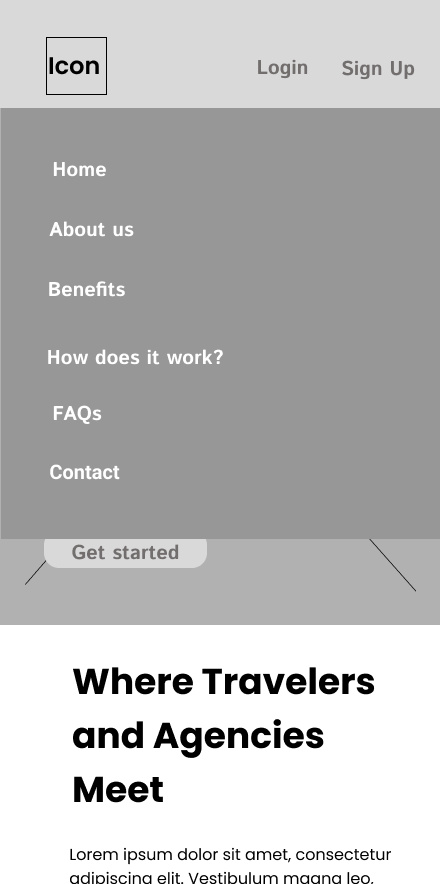 Icon
Login Sign Up
Home
About us
Benefits
How does it work?
FAQs
Contact
Get started
Where Travelers
and Agencies
Meet
Lorem ipsum dolor sit amet, consectetur
adipiscing elit. Vestibulum magna leo,